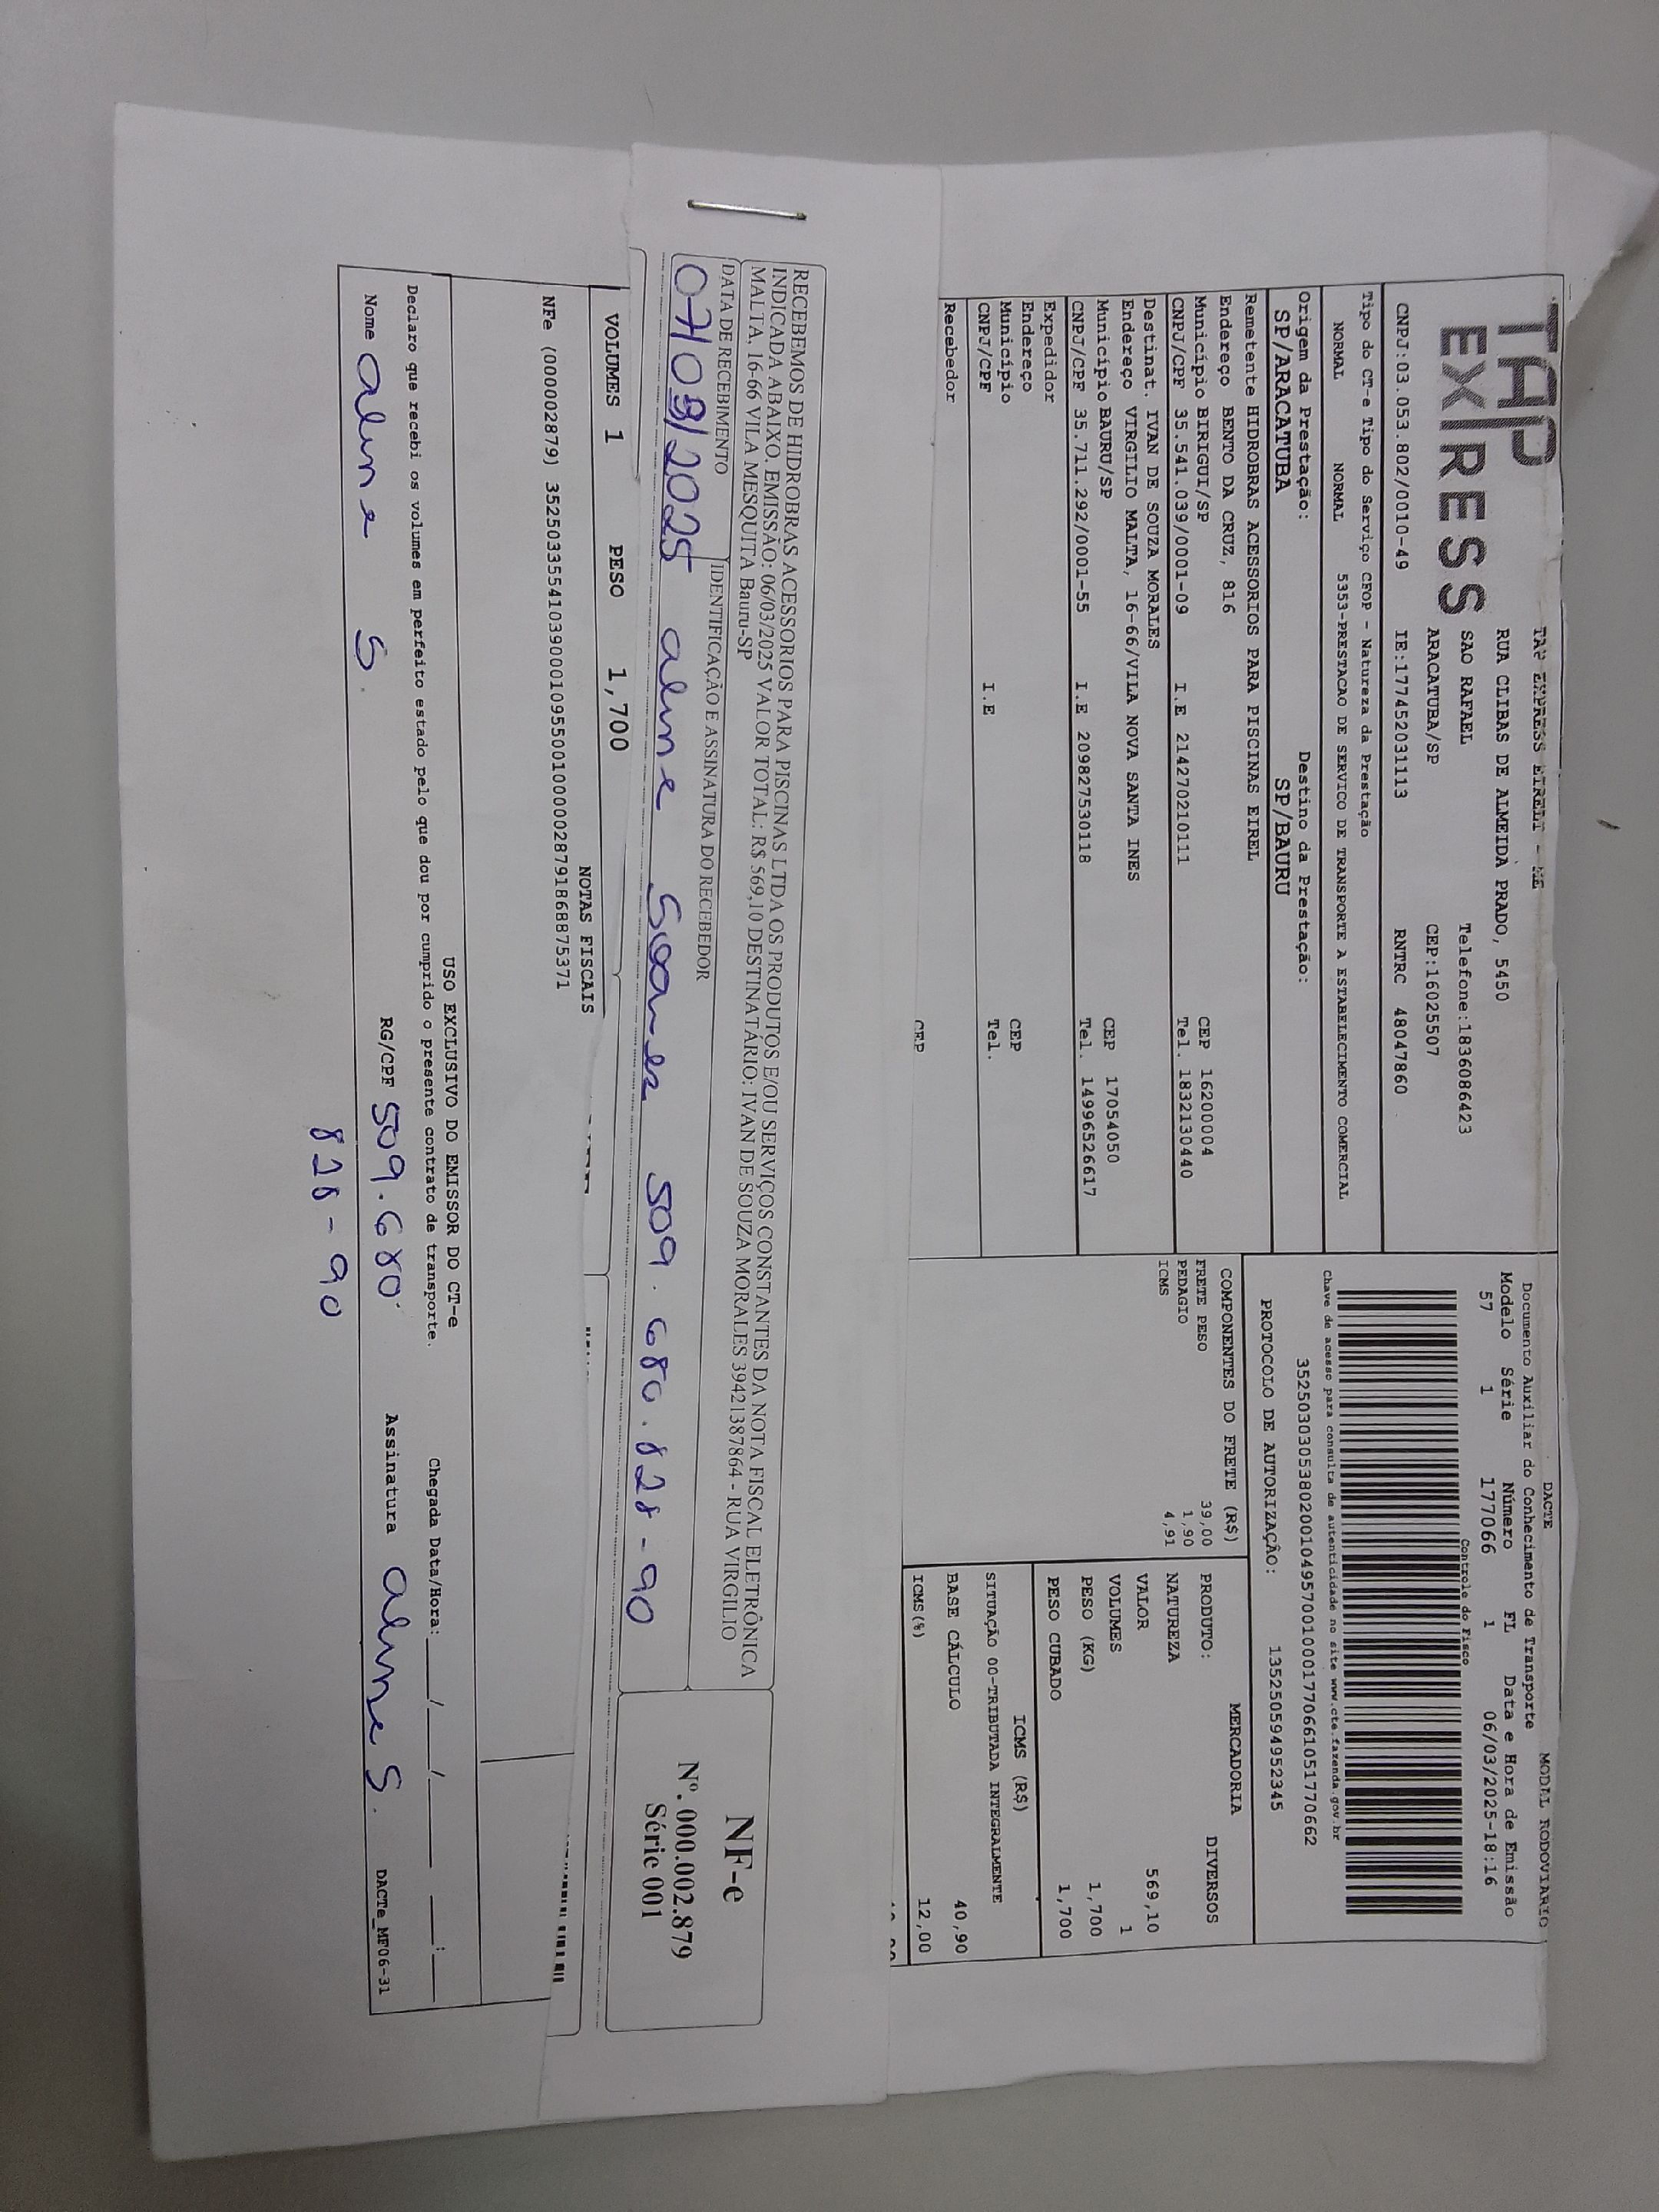 TAP EXPRESS
TAP EXPRESS EIRELI - ME
RUA CLIBAS DE ALMEIDA PRADO, 5450
SAO RAFAEL Telefone:1836086423
ARACATUBA/SP CEP:16025507
CNPJ:03.053.802/0010-49 IE:177452031113 RNTRC 48047860
Tipo do CT-e Tipo do Serviço CFOP - Natureza da Prestação
NORMAL NORMAL 5353-PRESTACAO DE SERVICO DE TRANSPORTE A ESTABELECIMENTO COMERCIAL
Origem da Prestação: Destino da Prestação:
SP/ARACATUBA SP/BAURU
Remetente HIDROBRAS ACESSORIOS PARA PISCINAS EIREL
Endereço BENTO DA CRUZ, 816
Município BIRIGUI/SP CEP 16200004
CNPJ/CPF 35.541.039/0001-09 I.E 214270210111 Tel. 1832130440
Destinat. IVAN DE SOUZA MORALES
Endereço VIRGILIO MALTA, 16-66/VILA NOVA SANTA INES
Município BAURU/SP CEP 17054050
CNPJ/CPF 35.711.292/0001-55 I.E 209827530118 Tel. 14996526617
Expedidor
Endereço
Município CEP
CNPJ/CPF I.E Tel.
Recebedor
CEP
DACTE MODAL RODOVIARIO
Documento Auxiliar do Conhecimento de Transporte
Modelo Série Número FL Data e Hora de Emissão
57 1 177066 1 06/03/2025-18:16
Controle do Fisco
Chave de acesso para consulta de autenticidade no site www.cte.fazenda.gov.br
35250303053802001049570010001770661051770662
PROTOCOLO DE AUTORIZAÇÃO: 135250594952345
COMPONENTES DO FRETE (R$)
FRETE PESO 39,00
PEDAGIO 1,90
ICMS 4,91
MERCADORIA
PRODUTO: DIVERSOS
NATUREZA
VALOR 569,10
VOLUMES 1
PESO (KG) 1,700
PESO CUBADO 1,700
ICMS (R$)
SITUAÇÃO 00-TRIBUTADA INTEGRALMENTE
BASE CÁLCULO 40,90
ICMS(%) 12,00
RECEBEMOS DE HIDROBRAS ACESSORIOS PARA PISCINAS LTDA OS PRODUTOS E/OU SERVIÇOS CONSTANTES DA NOTA FISCAL ELETRÔNICA
INDICADA ABAIXO. EMISSÃO: 06/03/2025 VALOR TOTAL: R$ 569,10 DESTINATÁRIO: IVAN DE SOUZA MORALES 39421387864 - RUA VIRGILIO
MALTA, 16-66 VILA MESQUITA Bauru-SP
DATA DE RECEBIMENTO IDENTIFICAÇÃO E ASSINATURA DO RECEBEDOR
07/03/2025 aline Soares 509.680.828-90
NF-e
Nº. 000.002.879
Série 001
VOLUMES 1 PESO 1,700
NOTAS FISCAIS
NFe (000002879) 35250335541039000109550010000028791868875371
USO EXCLUSIVO DO EMISSOR DO CT-e
Declaro que recebi os volumes em perfeito estado pelo que dou por cumprido o presente contrato de transporte. Chegada Data/Hora:____/____/______ ___:___
Nome aline S. RG/CPF 509.680. Assinatura aline S. DACTe_MF06-31
828-90